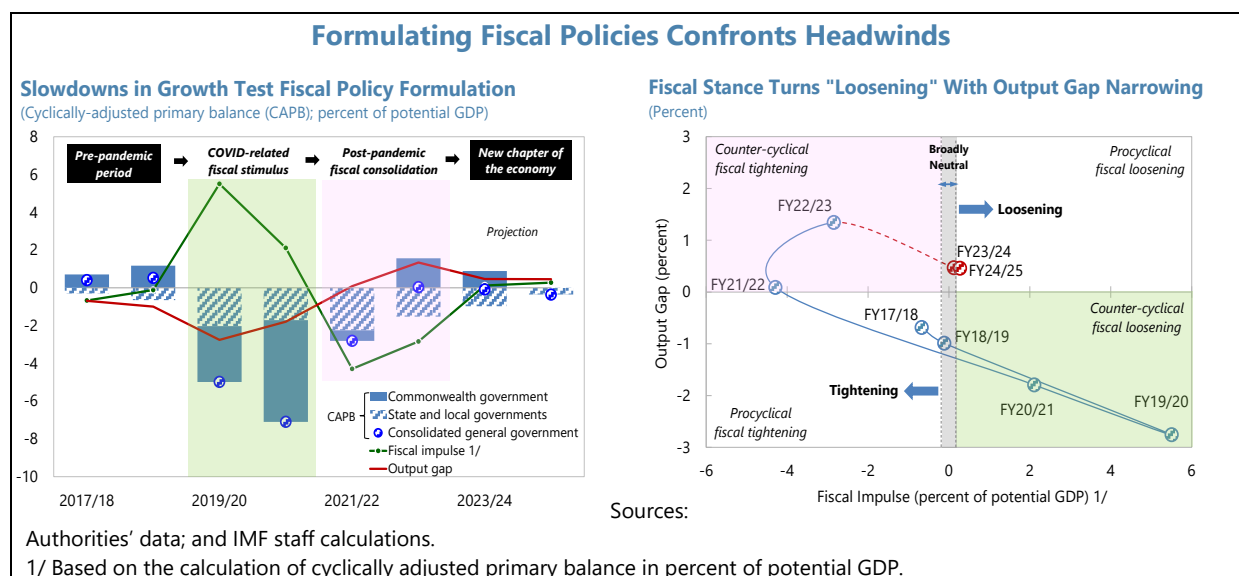 Formulating Fiscal Policies Confronts Headwinds
Slowdowns in Growth Test Fiscal Policy Formulation
(Cyclically-adjusted primary balance (CAPB); percent of potential GDP)
8
6
4
2
0
-2
-4
-6
-8
-10
Pre-pandemic
period
COVID-related
fiscal stimulus
Post-pandemic
fiscal consolidation
New chapter of
the economy
Projection
CAPB
Commonwealth government
State and local governments
Consolidated general government
Fiscal impulse 1/
Output gap
2017/18 2019/20 2021/22 2023/24
Fiscal Stance Turns "Loosening" With Output Gap Narrowing
(Percent)
Output Gap (percent)
3
2
1
0
-1
-2
-3
Counter-cyclical
fiscal tightening
Broadly
Neutral
Procyclical
fiscal loosening
Loosening
FY22/23
FY23/24
FY24/25
FY21/22
FY17/18
FY18/19
Counter-cyclical
fiscal loosening
Tightening
FY20/21
FY19/20
Procyclical
fiscal tightening
-6 -4 -2 0 2 4 6
Fiscal Impulse (percent of potential GDP) 1/
Sources:
Authorities' data; and IMF staff calculations.
1/ Based on the calculation of cyclically adjusted primary balance in percent of potential GDP.